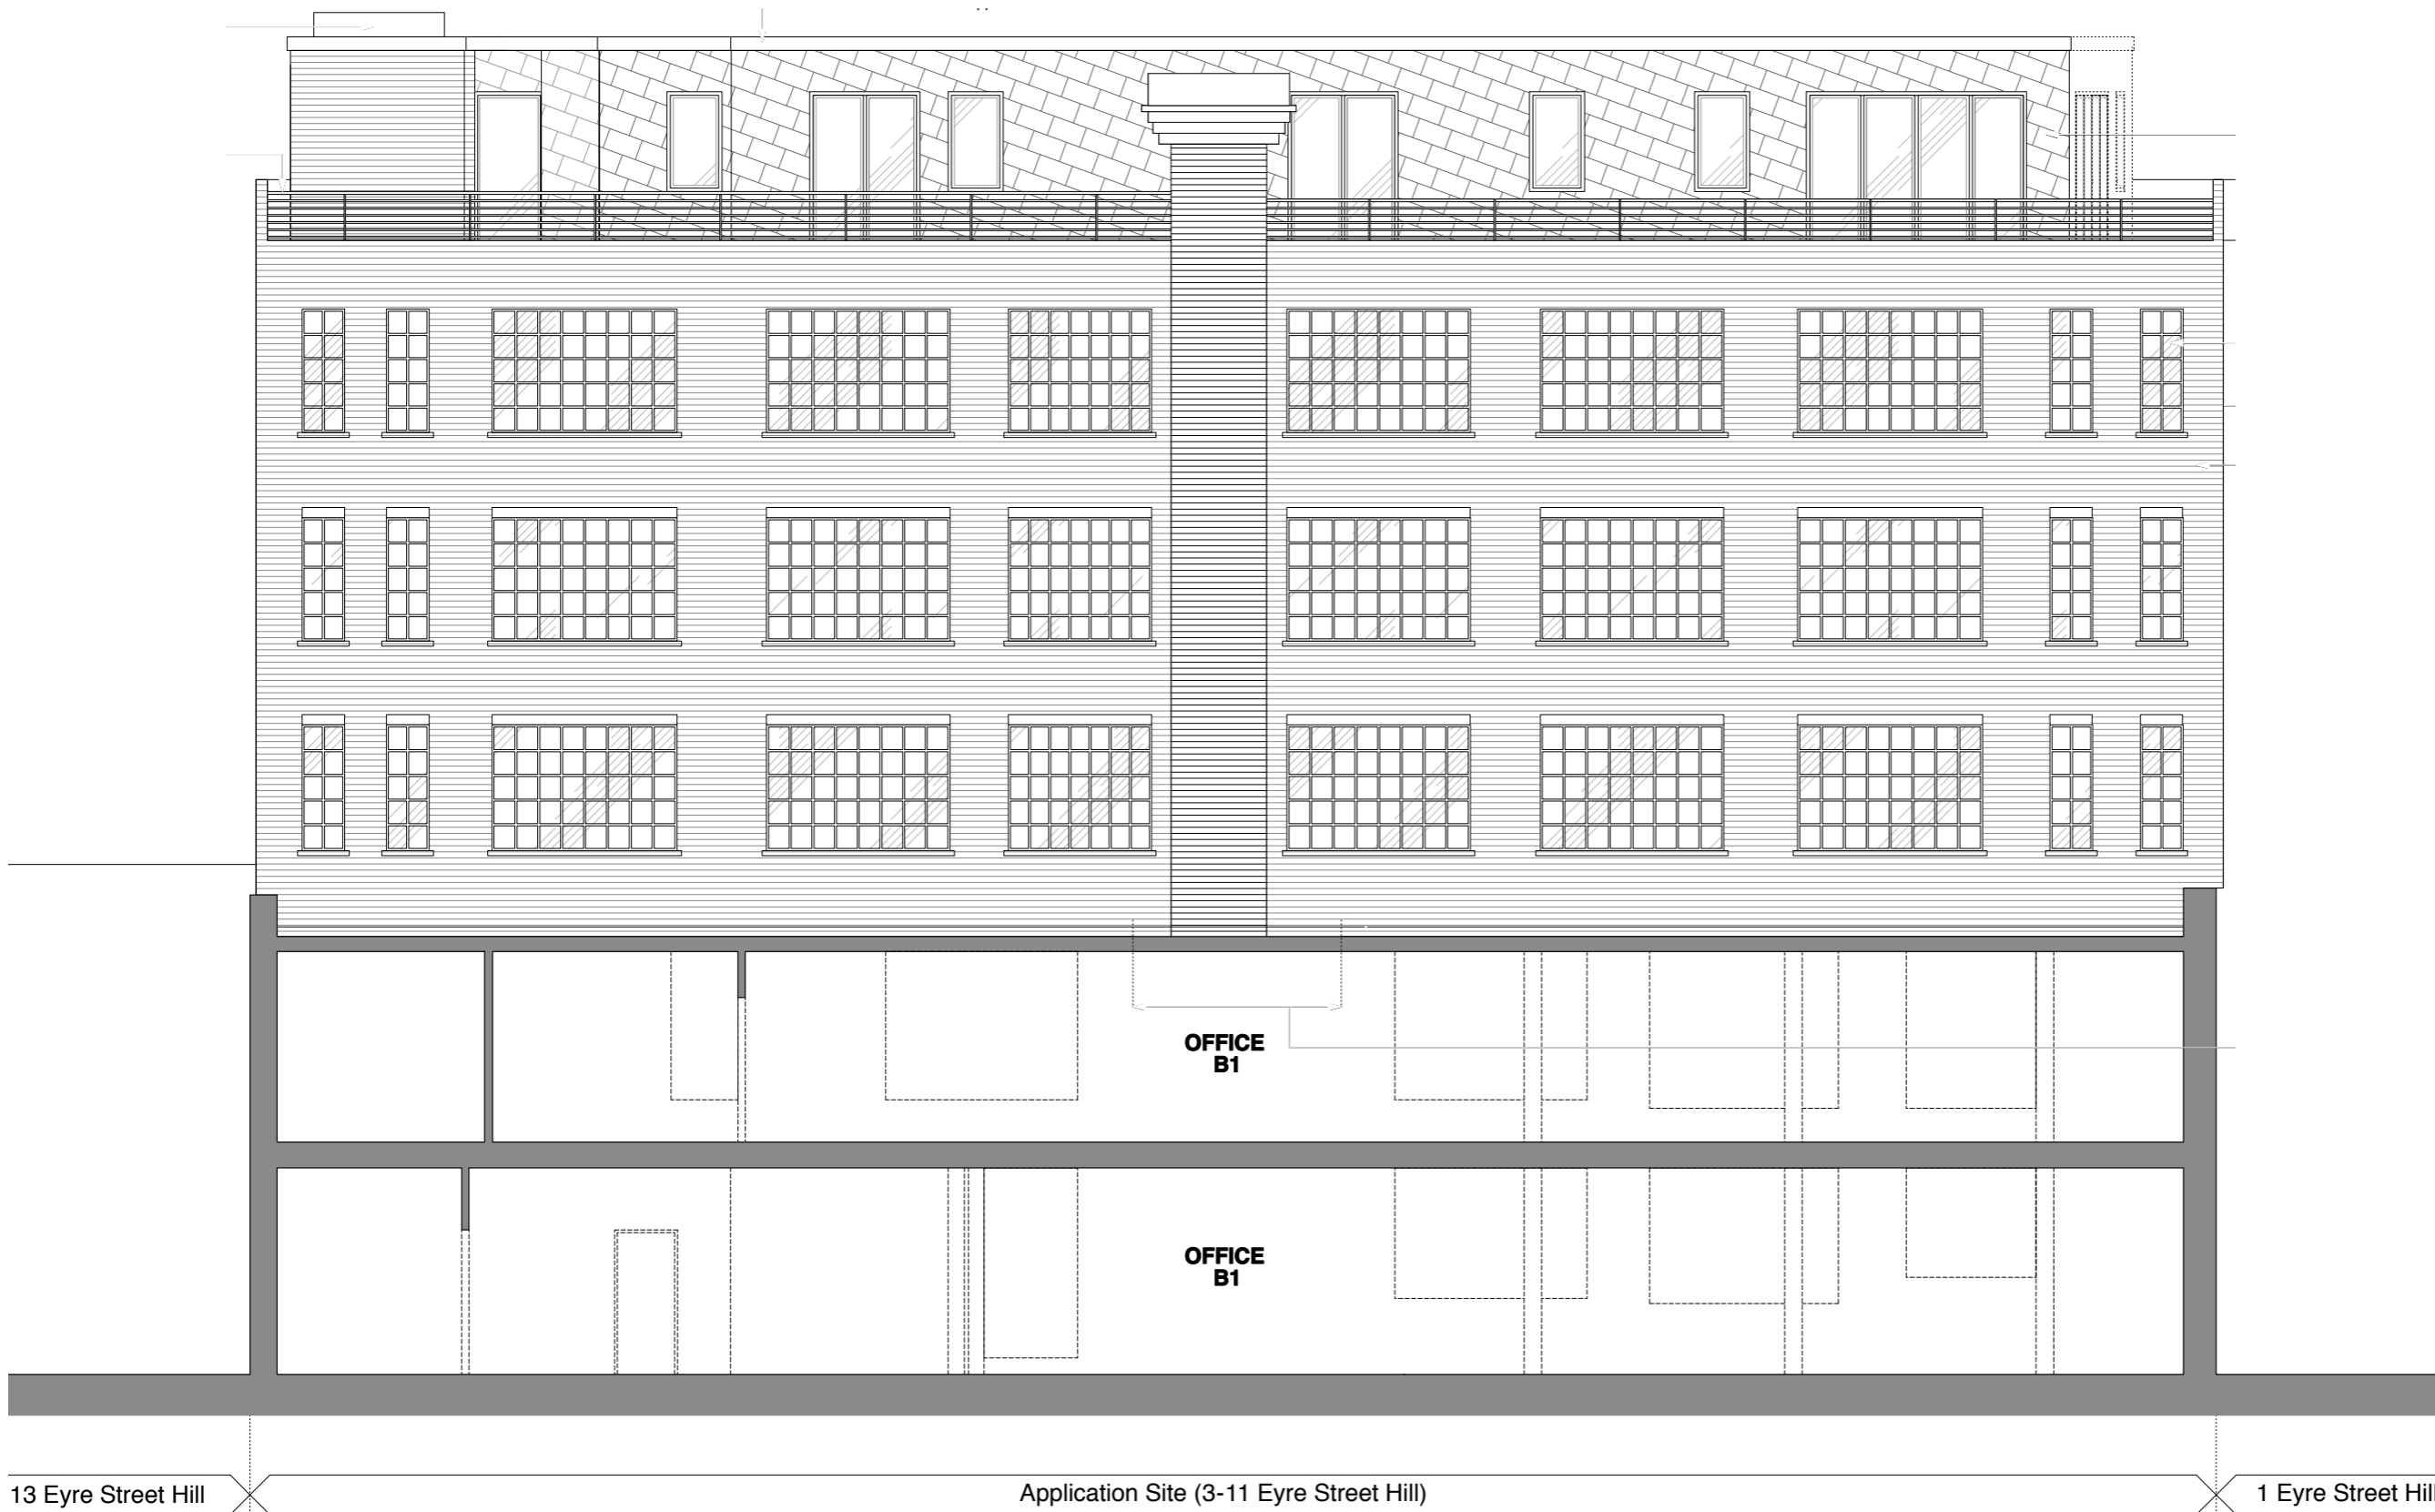 OFFICE
B1
OFFICE
B1
13 Eyre Street Hill
Application Site (3-11 Eyre Street Hill)
1 Eyre Street Hil